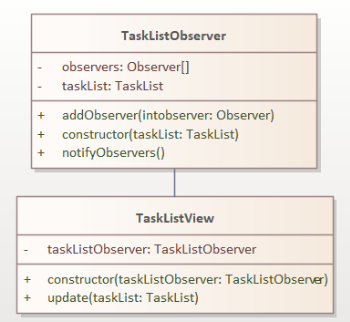 TaskListObserver
- observers: Observer[]
- taskList: TaskList
+ addObserver(intobserver: Observer)
+ constructor(taskList: TaskList)
+ notifyObservers()
TaskListView
- taskListObserver: TaskListObserver
+ constructor(taskListObserver: TaskListObserver)
+ update(taskList: TaskList)